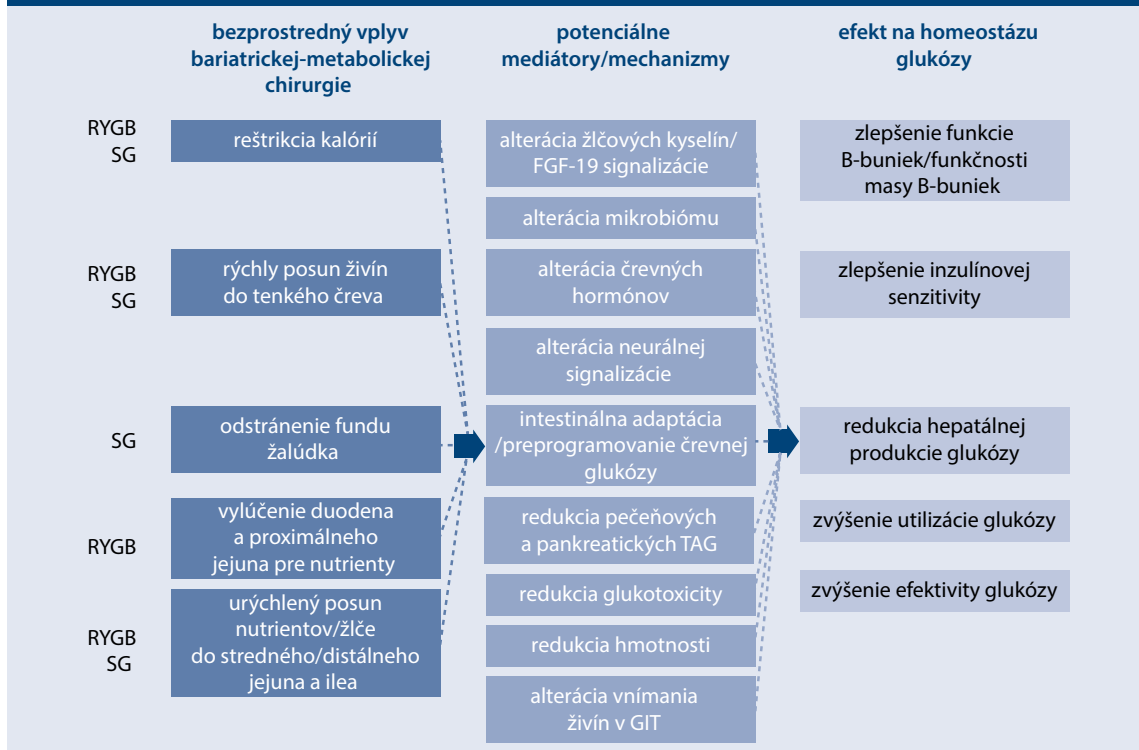 bezprostredný vplyv
bariatrickej-metabolickej
chirurgie
potenciálne
mediátory/mechanizmy
efekt na homeostázu
glukózy
RYGB
SG
reštrikcia kalórií
RYGB
SG
rýchly posun živín
do tenkého čreva
SG
odstránenie fundu
žalúdka
RYGB
vylúčenie duodena
a proximálneho
jejuna pre nutrienty
RYGB
SG
urýchlený posun
nutrientov/žlče
do stredného/distálneho
jejuna a ilea
alterácia žlčových kyselín/
FGF-19 signalizácie
alterácia mikrobiómu
alterácia črevných
hormónov
alterácia neurálnej
signalizácie
intestinálna adaptácia
/preprogramovanie črevnej
glukózy
redukcia pečeňových
a pankreatických TAG
redukcia glukotoxicity
redukcia hmotnosti
alterácia vnímania
živín v GIT
zlepšenie funkcie
B-buniek/funkčnosti
masy B-buniek
zlepšenie inzulínovej
senzitivity
redukcia hepatálnej
produkcie glukózy
zvýšenie utilizácie glukózy
zvýšenie efektivity glukózy